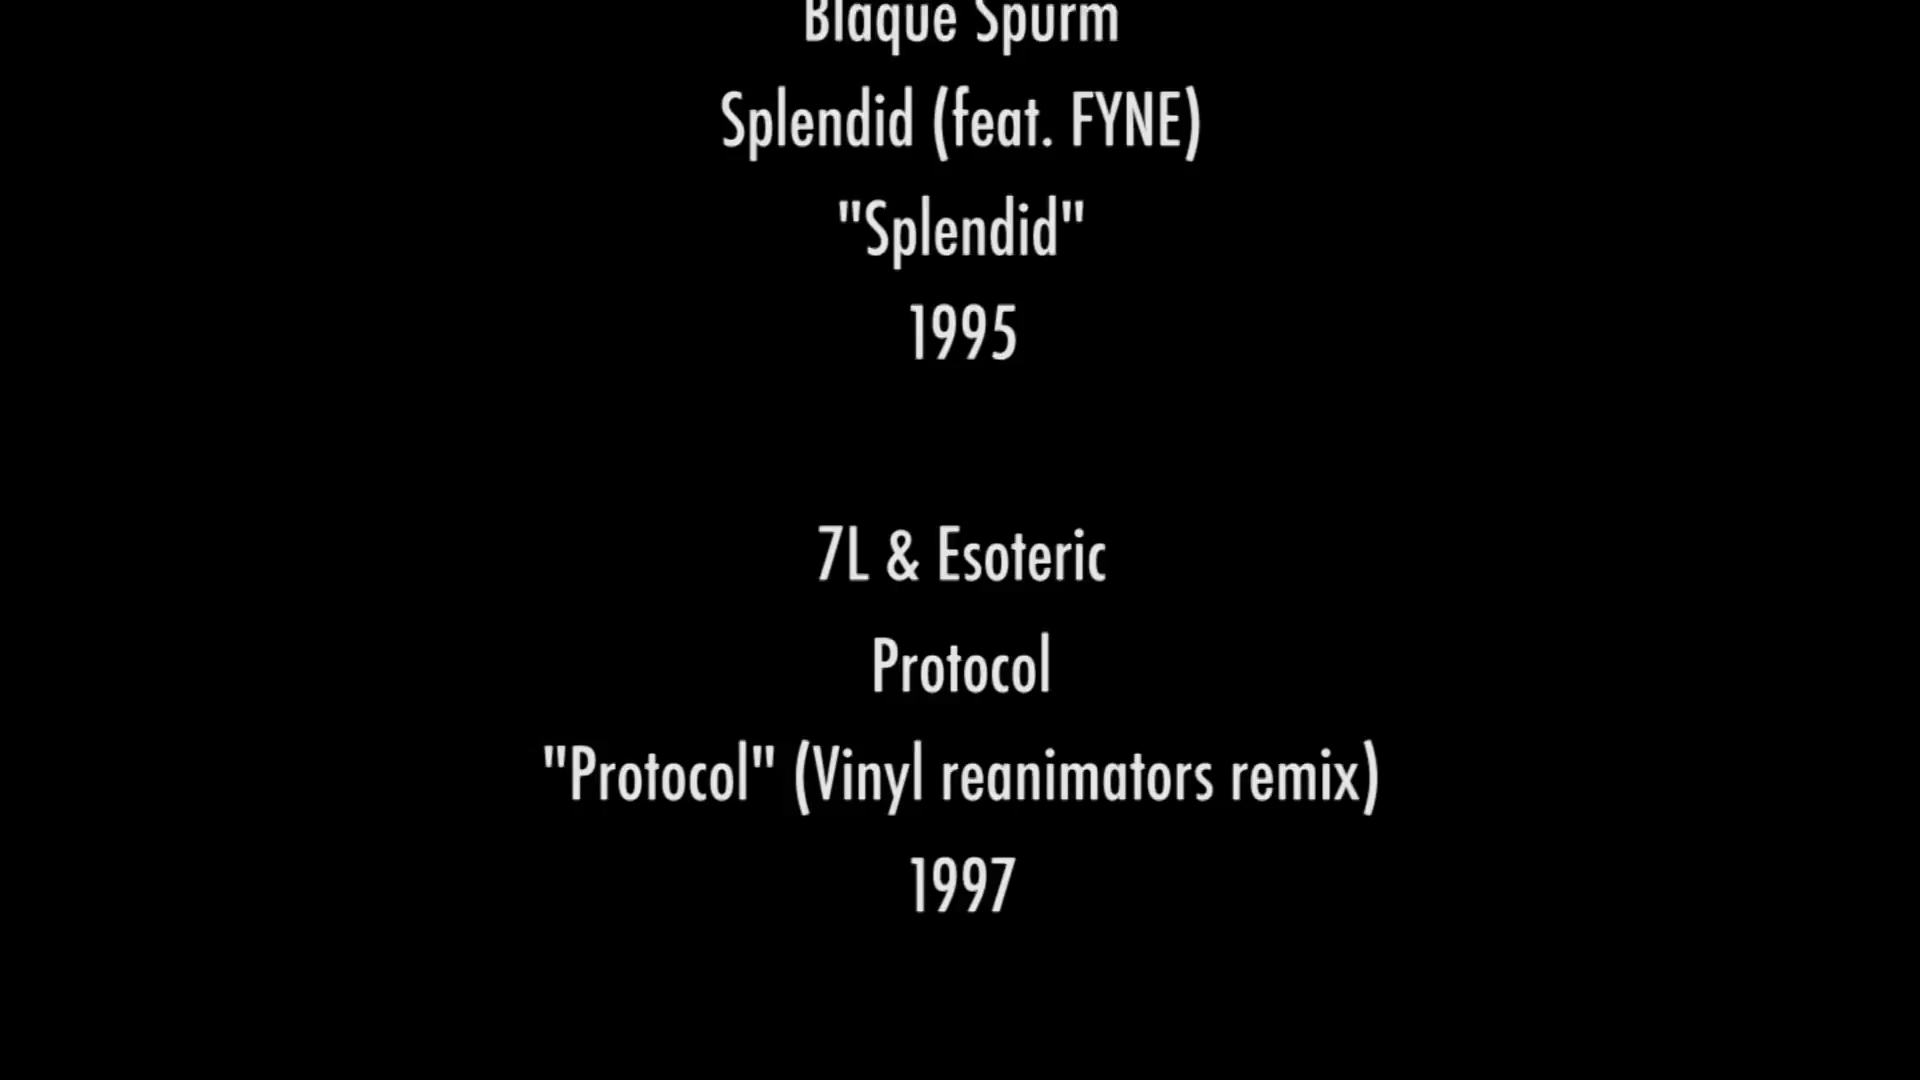 Blaque Spurm
Splendid (feat. FYNE)
"Splendid"
1995
7L & Esoteric
Protocol
"Protocol" (Vinyl reanimators remix)
1997